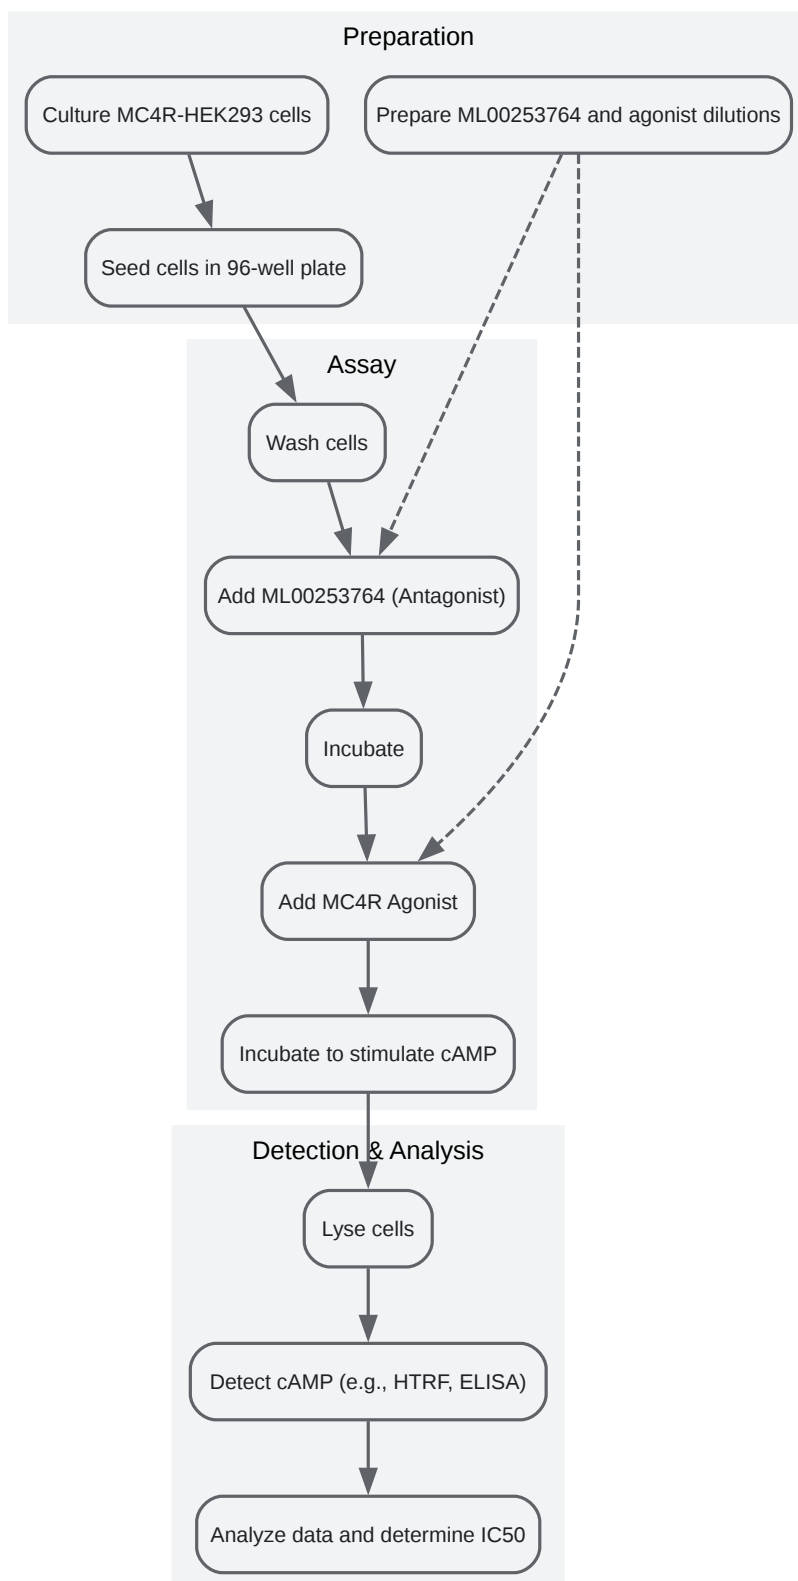 Preparation
Culture MC4R-HEK293 cells
Prepare ML00253764 and agonist dilutions
Seed cells in 96-well plate
Assay
Wash cells
Add ML00253764 (Antagonist)
Incubate
Add MC4R Agonist
Incubate to stimulate cAMP
Detection & Analysis
Lyse cells
Detect cAMP (e.g., HTRF, ELISA)
Analyze data and determine IC50